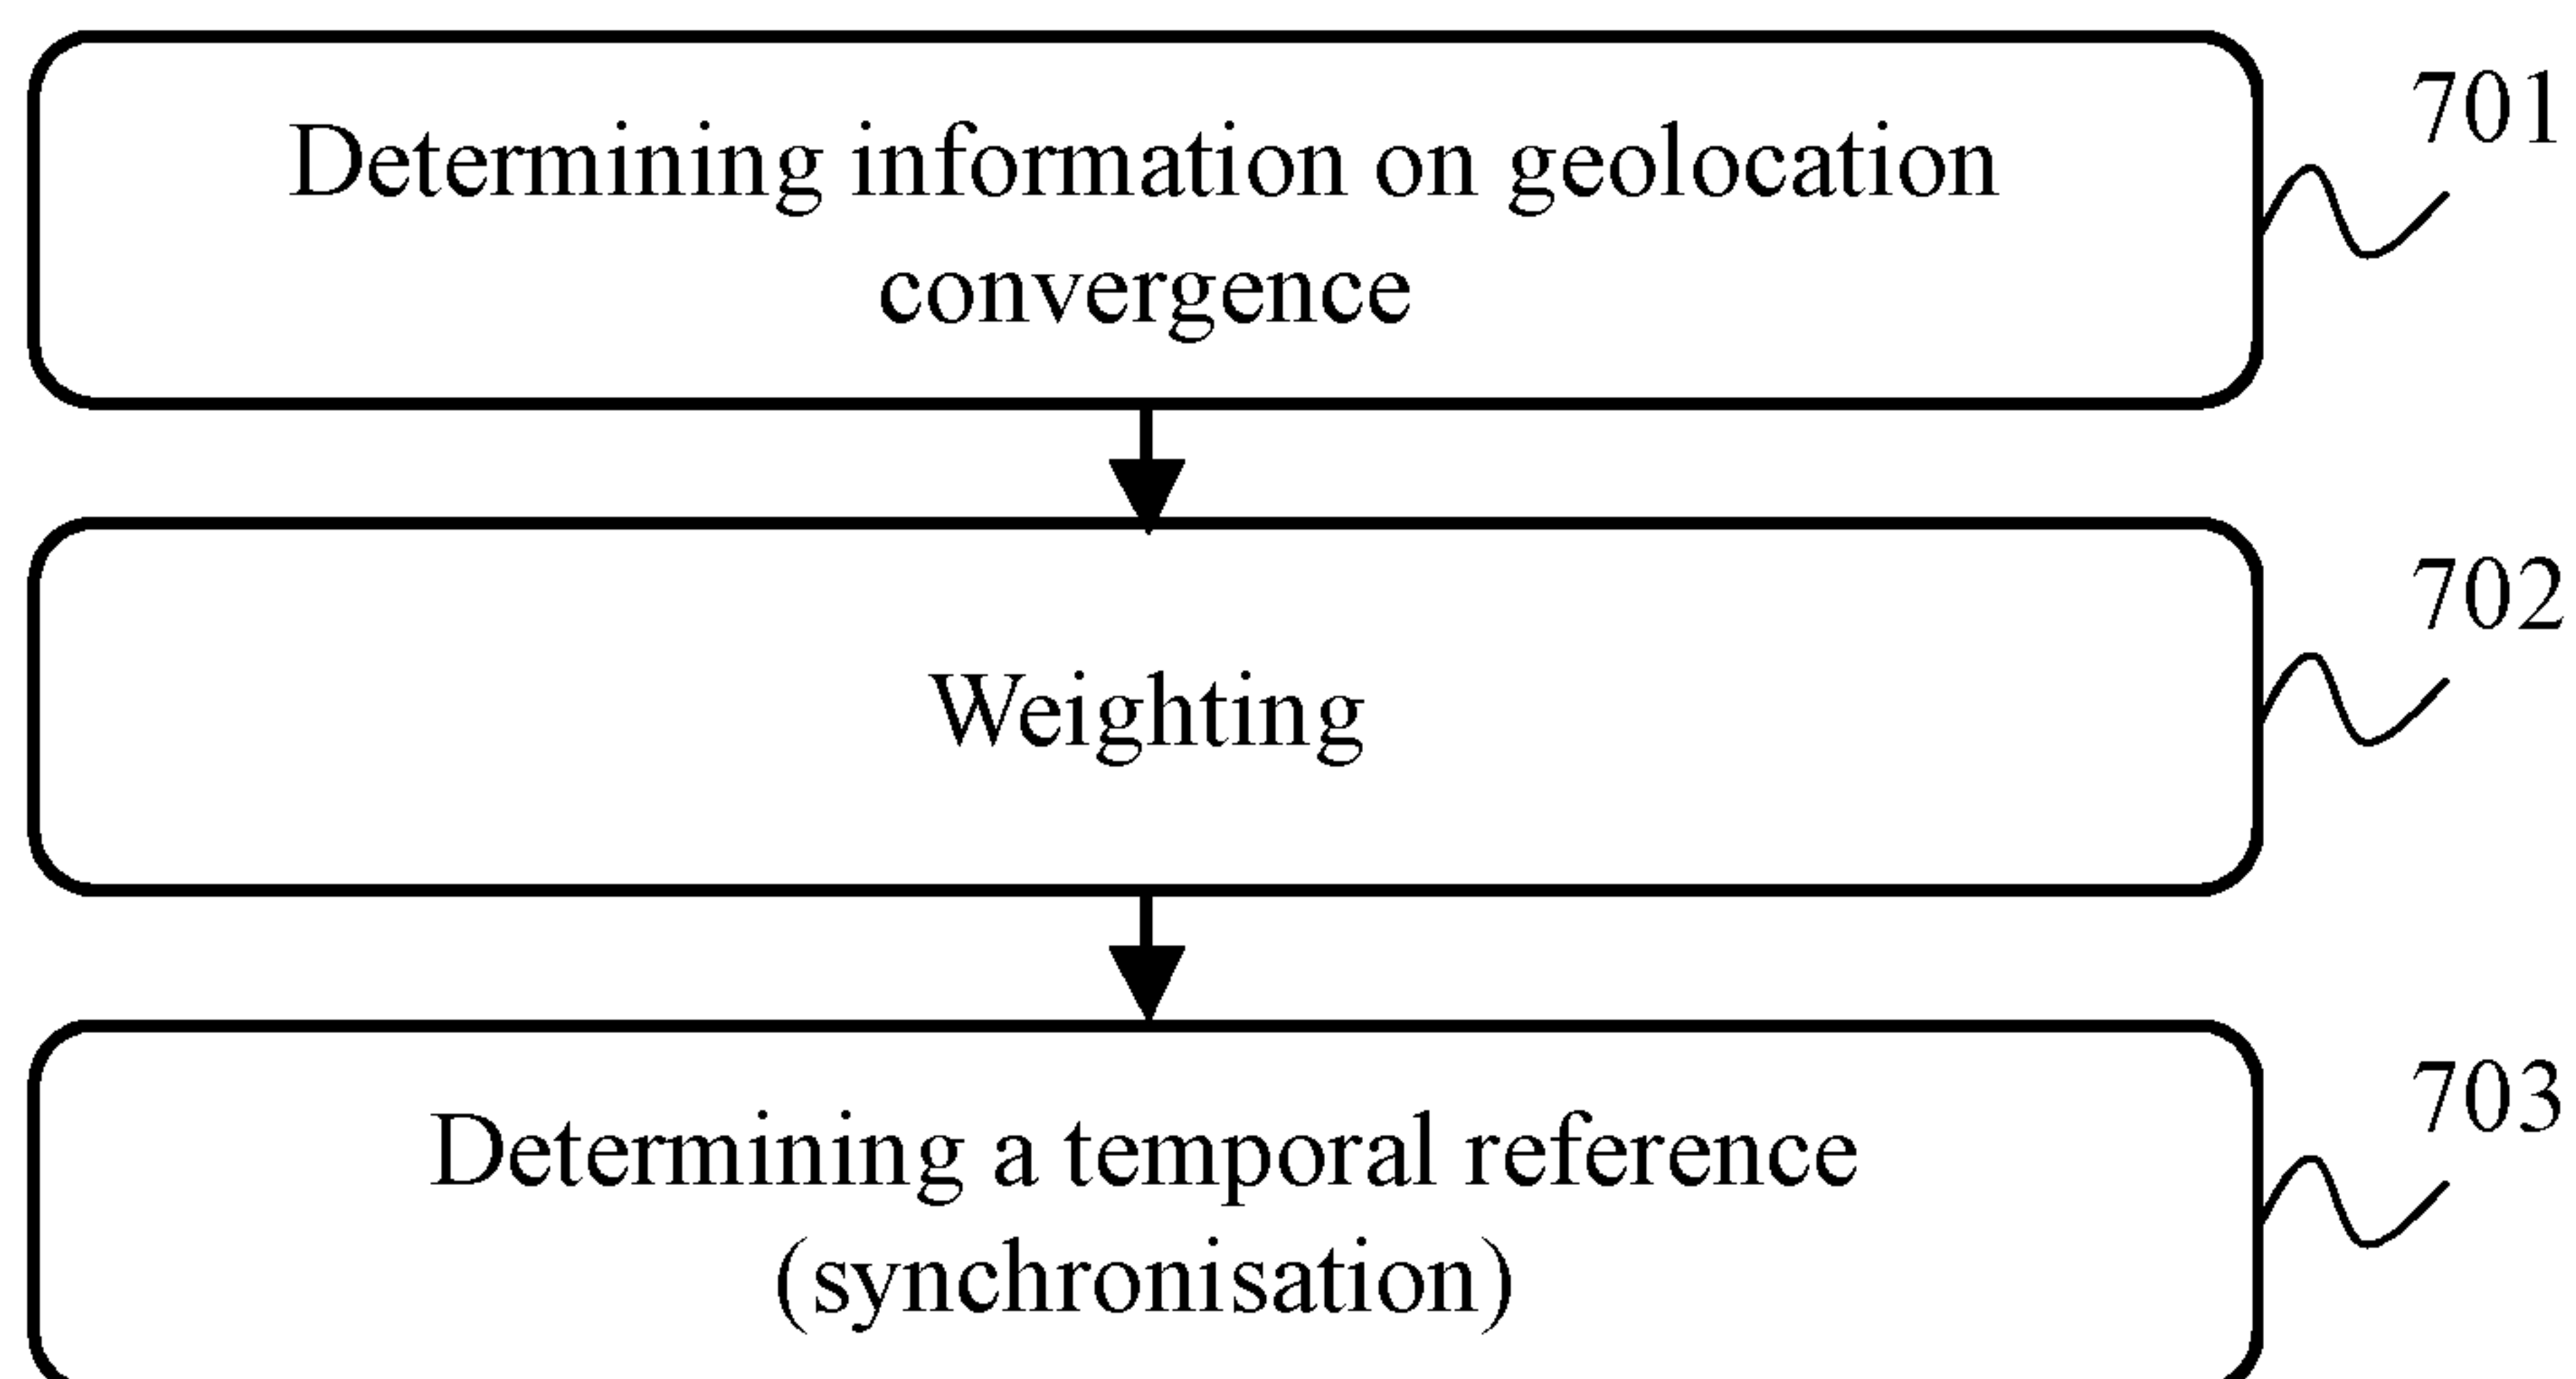 Determining information on geolocation
convergence
701
Weighting
702
Determining a temporal reference
(synchronisation)
703